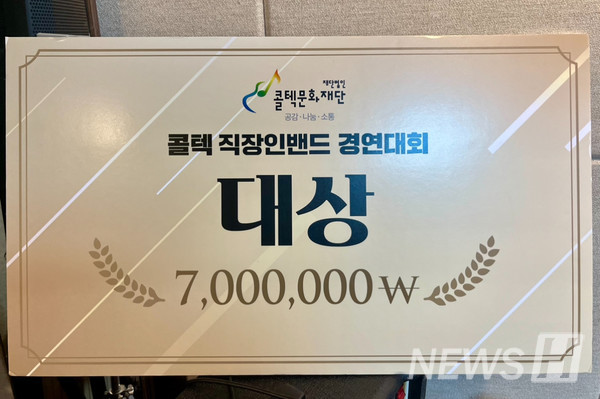 재단법인
콜텍문화재단
공감·나눔·소통
콜텍 직장인밴드 경연대회
대상
7,000,000₩
NEWS H